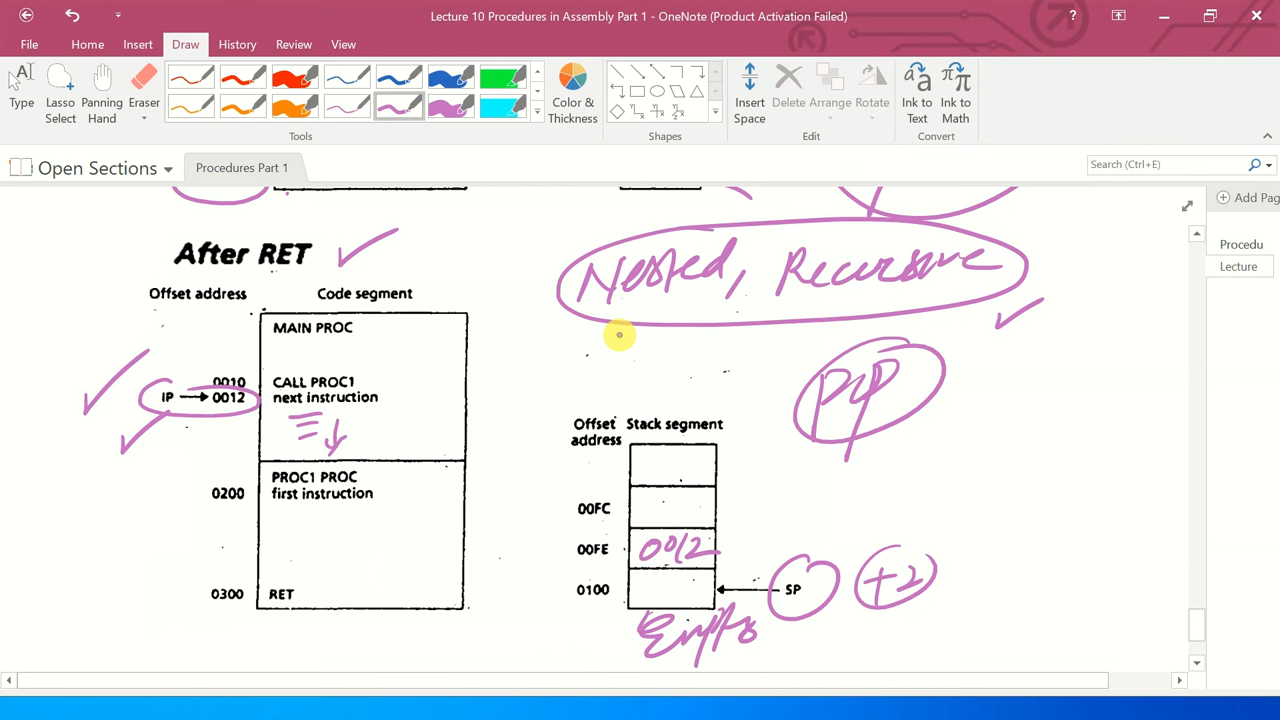 Lecture 10 Procedures in Assembly Part 1 - OneNote (Product Activation Failed)
File Home Insert Draw History Review View
Type Lasso Select Panning Hand Eraser Color & Thickness Insert Space Delete Arrange Rotate Ink to Text Ink to Math
Tools Shapes Edit Convert
Open Sections Procedures Part 1 Search (Ctrl+E)
Add Pag
Procedu
Lecture
After RET
Nested, Recursive
Offset address Code segment
MAIN PROC
0010 CALL PROC1
IP 0012 next instruction
Offset address Stack segment
PROC1 PROC
0200 first instruction
00FC
00FE 0012
0100 SP +2
0300 RET
Empty